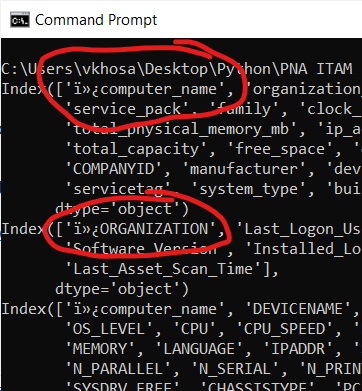 Command Prompt
C:\Users\vkhosa\Desktop\Python\PNA ITAM
Index(['ï»¿computer_name', 'organization_
'service_pack', 'family', 'clock_
'total_physical_memory_mb', 'ip_a
'total_capacity', 'free_space', '
'COMPANYID', 'manufacturer', 'dev
'servicetag', 'system_type', 'bui
dtype='object')
Index(['ï»¿ORGANIZATION', 'Last_Logon_Us
'Software_Version', 'Installed_Lo
'Last_Asset_Scan_Time'],
dtype='object')
Index(['ï»¿computer_name', 'DEVICENAME',
'OS_LEVEL', 'CPU', 'CPU_SPEED',
'MEMORY', 'LANGUAGE', 'IPADDR', '
'N_PARALLEL', 'N_SERIAL', 'N_PRIN
'SYSDRV_FREE', 'CHASSISTYPE', 'P